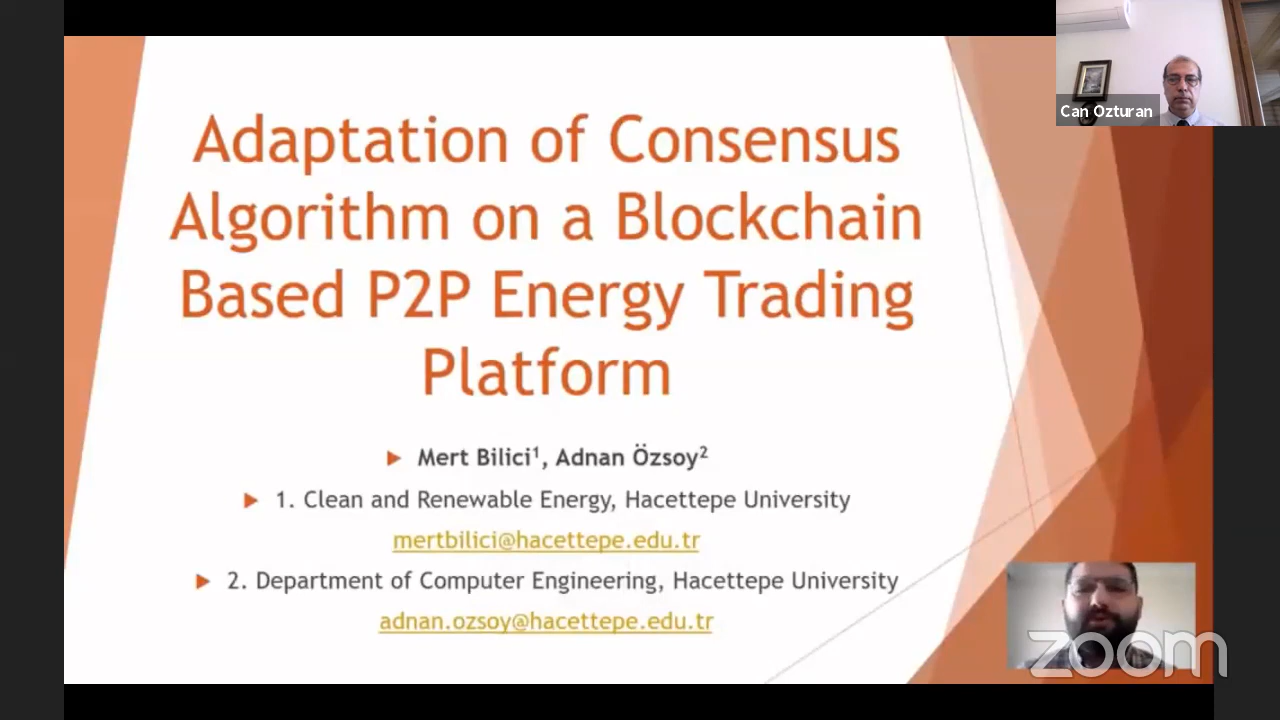 Adaptation of Consensus
Algorithm on a Blockchain
Based P2P Energy Trading
Platform
Mert Bilici¹, Adnan Özsoy²
1. Clean and Renewable Energy, Hacettepe University
mertbilici@hacettepe.edu.tr
2. Department of Computer Engineering, Hacettepe University
adnan.ozsoy@hacettepe.edu.tr
Can Ozturan
zoom